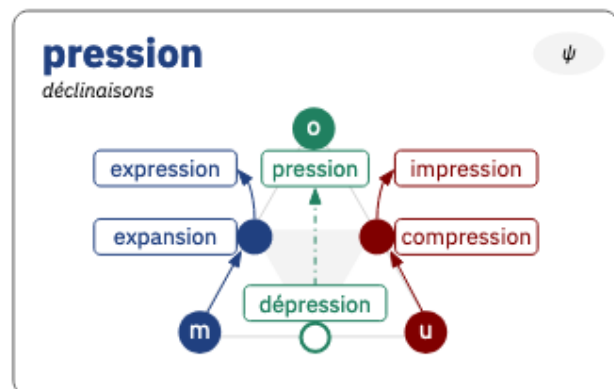 pression
ψ
déclinaisons
o
expression
pression
impression
expansion
compression
dépression
m
u